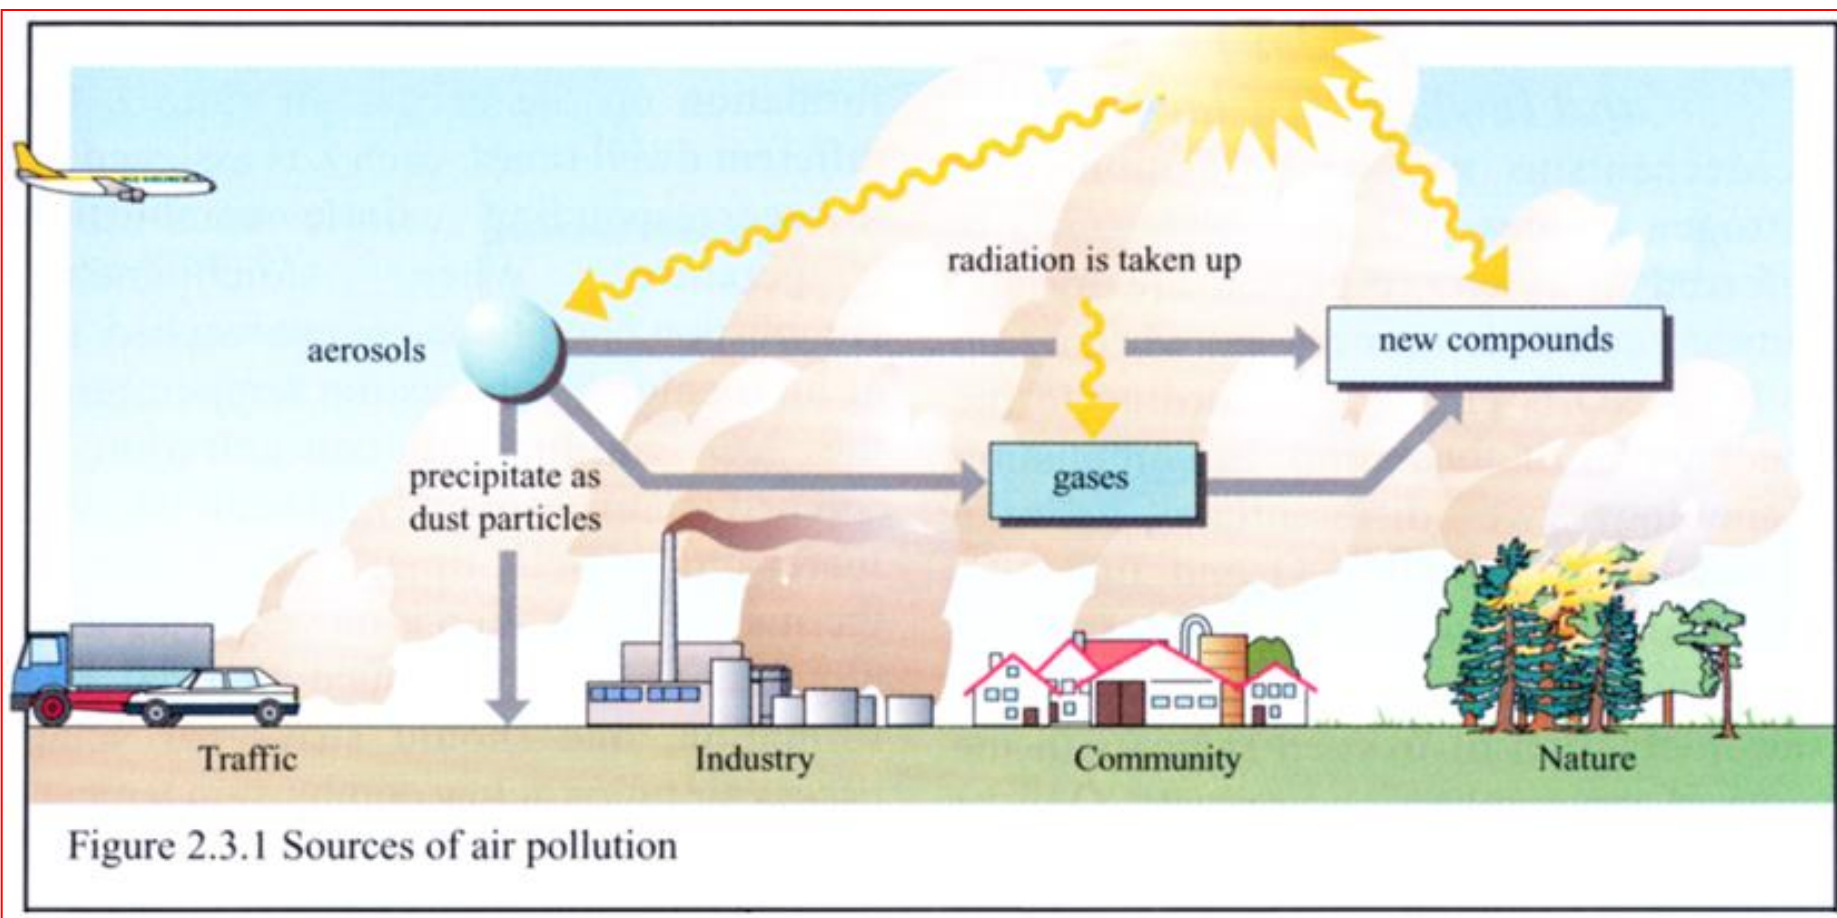 radiation is taken up
aerosols
new compounds
gases
precipitate as
dust particles
Traffic
Industry
Community
Nature
Figure 2.3.1 Sources of air pollution